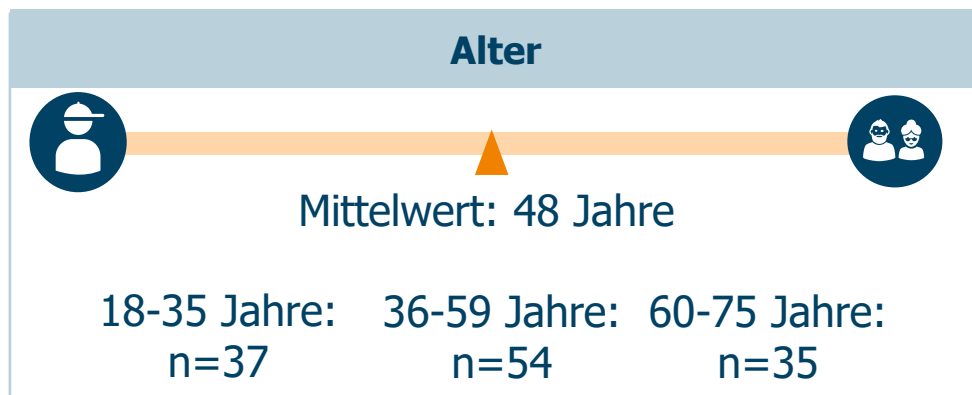 Alter
Mittelwert: 48 Jahre
18-35 Jahre:
n=37
36-59 Jahre:
n=54
60-75 Jahre:
n=35